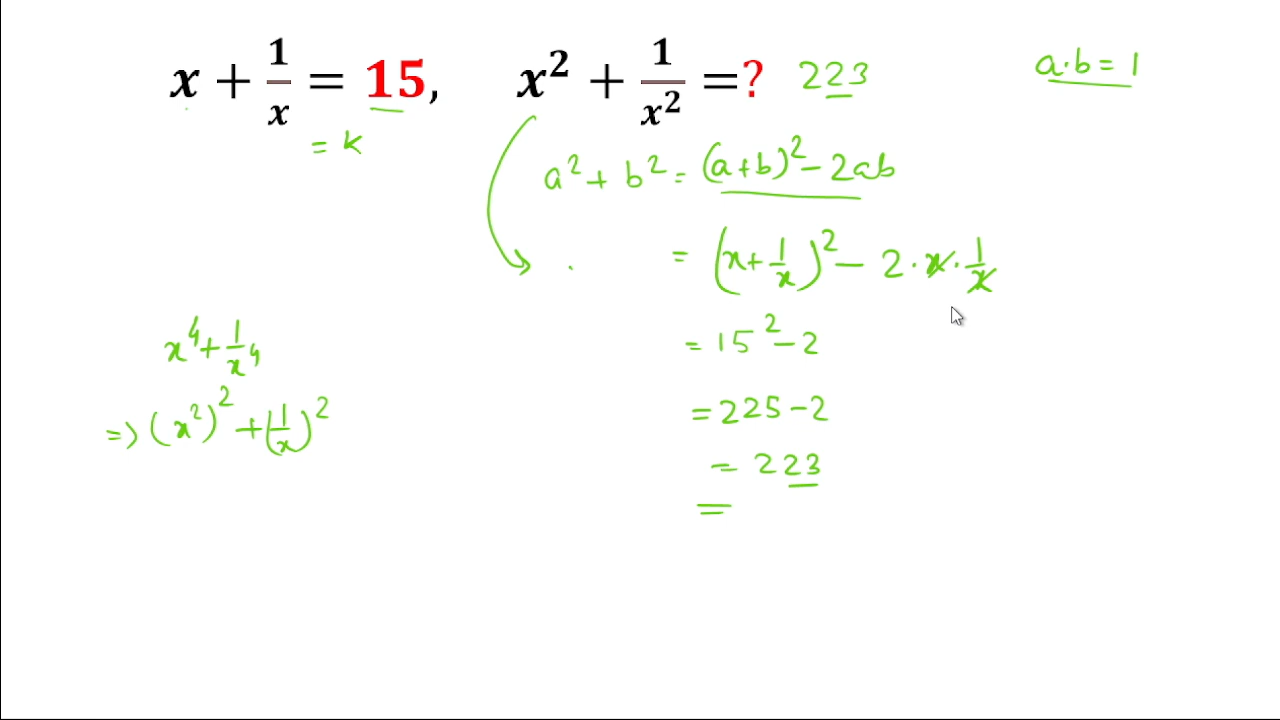 x + 1/x = 15, x² + 1/x² =? 223
a·b = 1
= k
a² + b² = (a+b)² − 2ab
= (x + 1/x)² − 2·x·1/x
= 15² − 2
= 225 − 2
= 223
=
x⁴ + 1/x⁴
=> (x²)² + (1/x)²